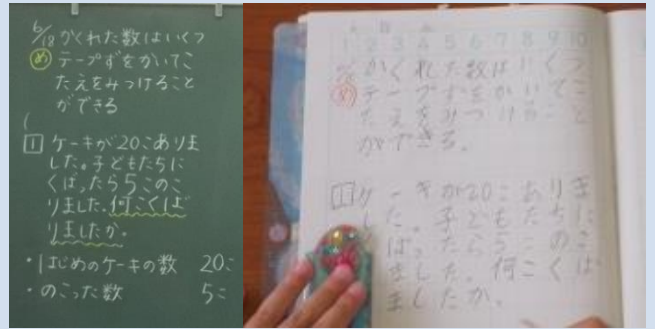 6/18 かくれた数はいくつ
め テープずをかいてこ
たえをみつけること
ができる
1 ケーキが20こありま
した。子どもたちに
くばったら5こののこ
りました。何こくば
りましたか。
・はじめのケーキの数 20こ
・のこった数 5こ
1 2 3 4 5 6 7 8 9 10
かくれた数はいくつ
め テープずをかいてこ
たえをみつけること
ができる。
1 ケーキが20こありま
した。子どもたちに
ばったら5このこ
ました。何こくば
ましたか。